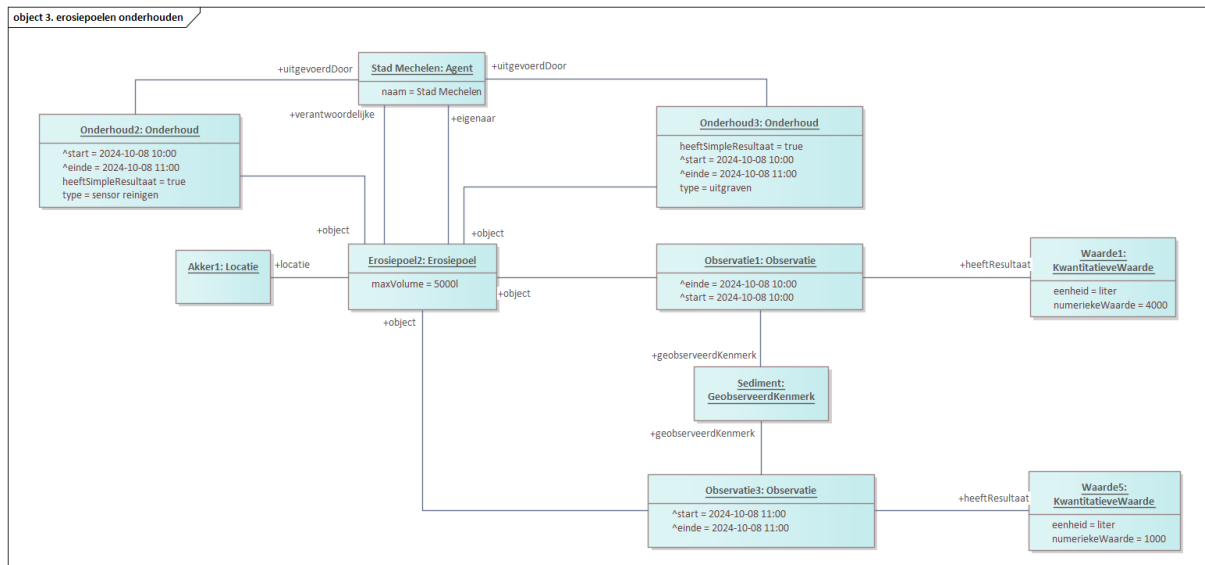 object 3. erosiepoelen onderhouden
+uitgevoerdDoor
Stad Mechelen: Agent
naam = Stad Mechelen
+uitgevoerdDoor
+verantwoordelijke
+eigenaar
Onderhoud2: Onderhoud
^start = 2024-10-08 10:00
^einde = 2024-10-08 11:00
heeftSimpleResultaat = true
type = sensor reinigen
Onderhoud3: Onderhoud
heeftSimpleResultaat = true
^start = 2024-10-08 10:00
^einde = 2024-10-08 11:00
type = uitgraven
+object
+object
Akker1: Locatie
+locatie
Erosiepoel2: Erosiepoel
maxVolume = 5000l
+object
+object
Observatie1: Observatie
^einde = 2024-10-08 10:00
^start = 2024-10-08 10:00
+heeftResultaat
Waarde1:
KwantitatieveWaarde
eenheid = liter
numeriekeWaarde = 4000
+geobserveerdKenmerk
Sediment:
GeobserveerdKenmerk
+geobserveerdKenmerk
Observatie3: Observatie
^start = 2024-10-08 11:00
^einde = 2024-10-08 11:00
+heeftResultaat
Waarde5:
KwantitatieveWaarde
eenheid = liter
numeriekeWaarde = 1000